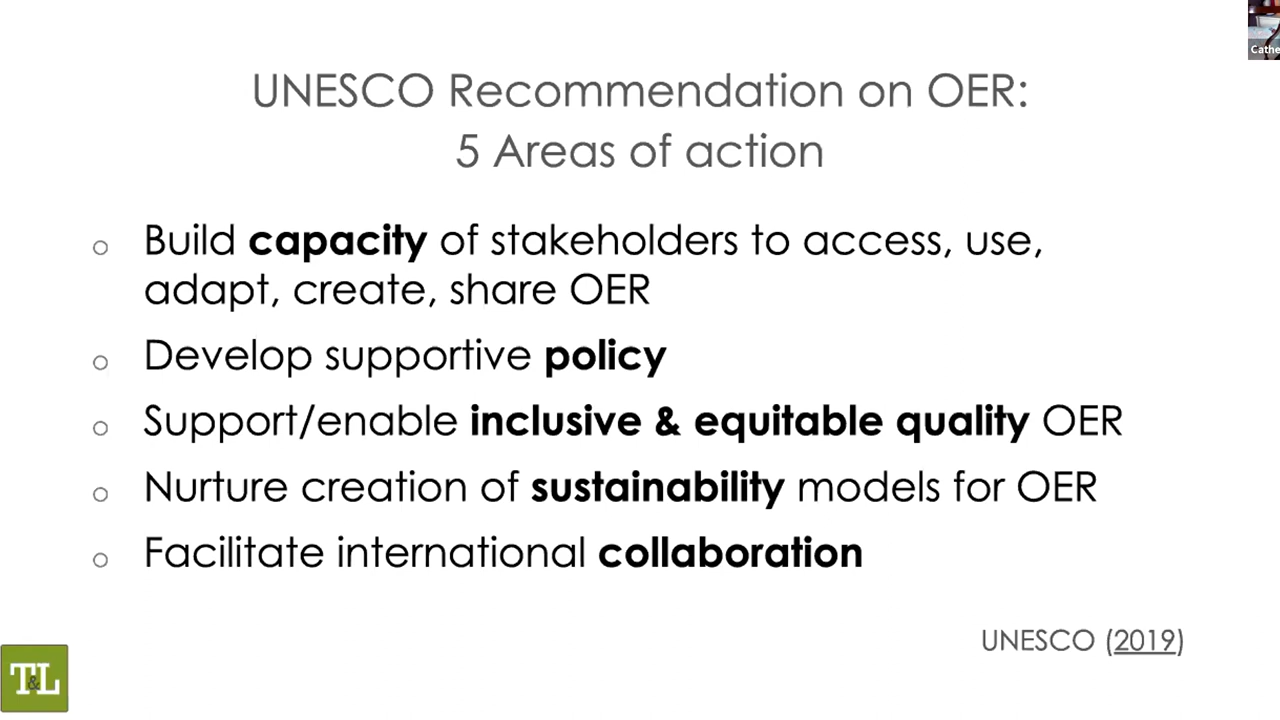 Cathe
UNESCO Recommendation on OER:
5 Areas of action
Build capacity of stakeholders to access, use,
adapt, create, share OER
Develop supportive policy
Support/enable inclusive & equitable quality OER
Nurture creation of sustainability models for OER
Facilitate international collaboration
UNESCO (2019)
T&L